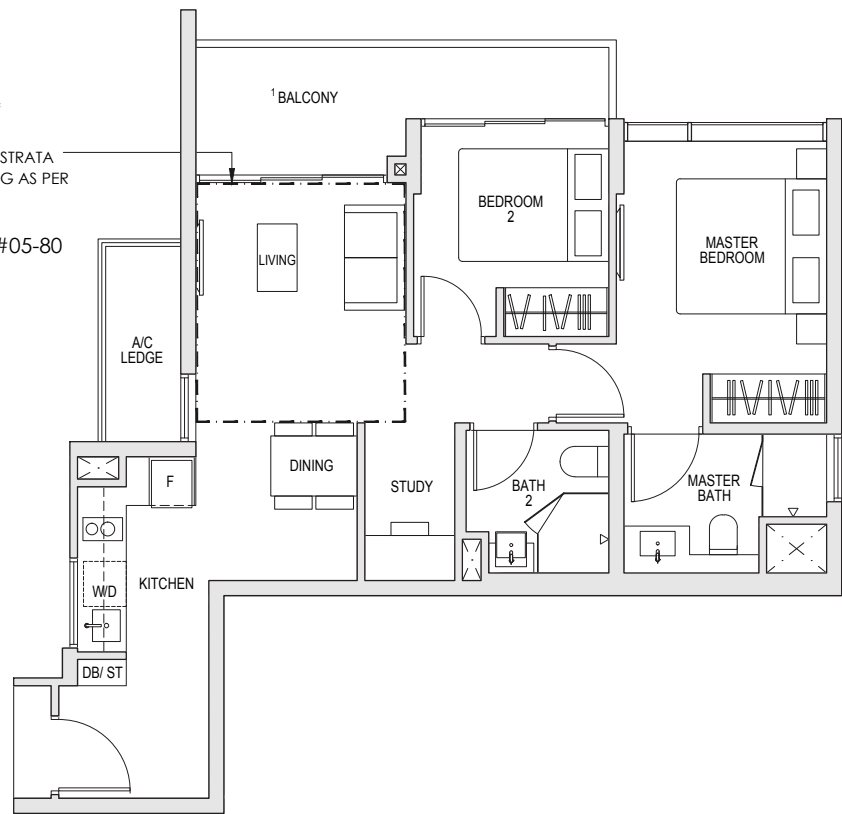 1 BALCONY
STRATA
G AS PER
#05-80
BEDROOM
2
MASTER
BEDROOM
LIVING
A/C
LEDGE
DINING
F
STUDY
BATH
2
MASTER
BATH
KITCHEN
W/D
DB/ ST